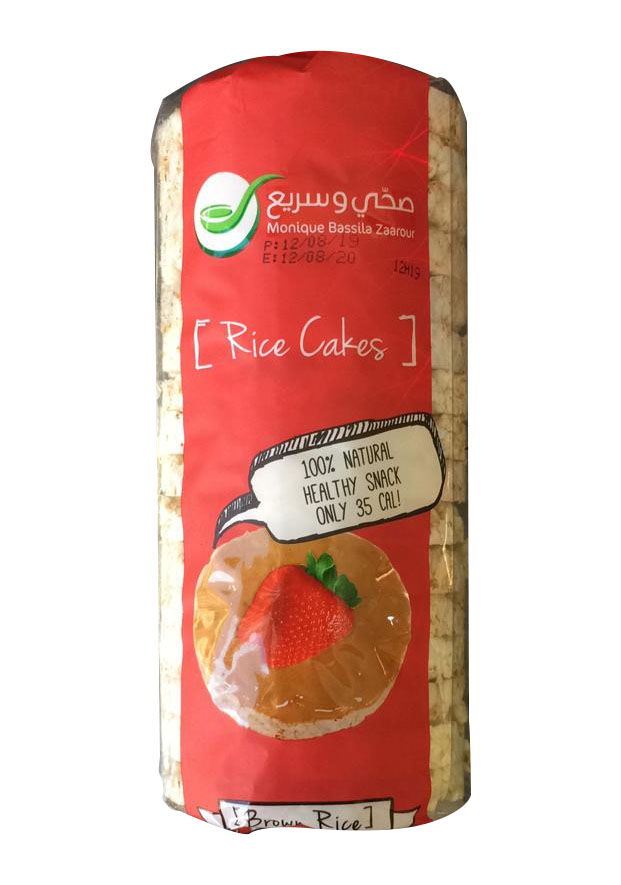 صحّي وسريع
Monique Bassila Zaarour
P:12/08/19
E:12/08/20
12H19
[ Rice Cakes ]
100% NATURAL
HEALTHY SNACK
ONLY 35 CAL!
[Brown Rice]